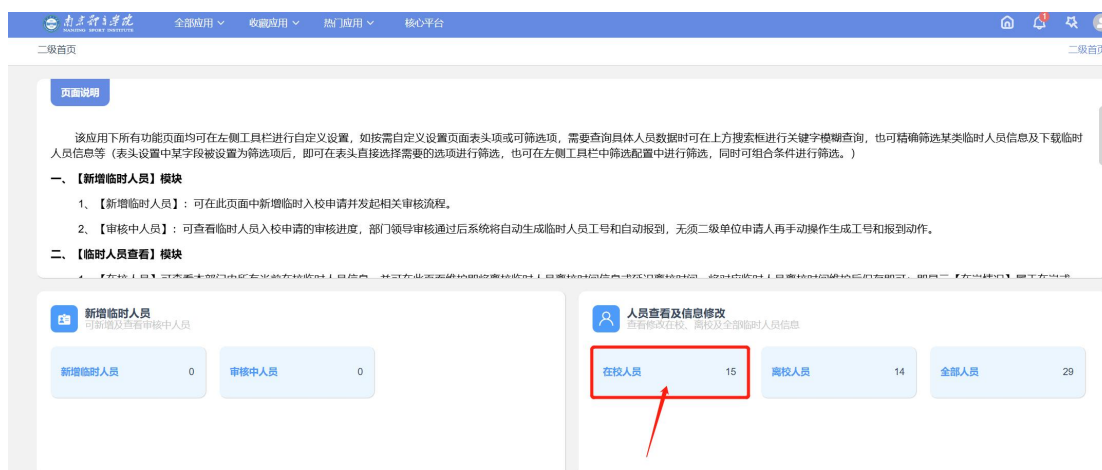 南京体育学院
NANJING SPORT INSTITUTE
全部应用 收藏应用 热门应用 核心平台
1
二级首页
二级首页
页面说明
该应用下所有功能页面均可在左侧工具栏进行自定义设置，如按需自定义设置页面表头项或可筛选项，需要查询具体人员数据时可在上方搜索框进行关键字模糊查询，也可精确筛选某类临时人员信息及下载临时
人员信息等（表头设置中某字段被设置为筛选项后，即可在表头直接选择需要的选项进行筛选，也可在左侧工具栏中筛选配置中进行筛选，同时可组合条件进行筛选。）
一、【新增临时人员】模块
1、【新增临时人员】：可在此页面中新增临时入校申请并发起相关审核流程。
2、【审核中人员】：可查看临时人员入校申请的审核进度，部门领导审核通过后系统将自动生成临时人员工号和自动报到，无须二级单位申请人再手动操作生成工号和报到动作。
二、【临时人员查看】模块
新增临时人员
可新增及查看审核中人员
新增临时人员 0 审核中人员 0
人员查看及信息修改
查看修改在校、离校及全部临时人员信息
在校人员 15 离校人员 14 全部人员 29